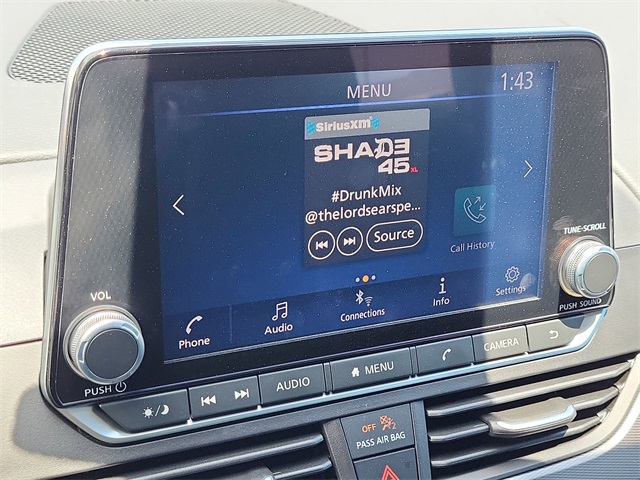 MENU
1:43
SiriusXM
SHADE
45 XL
#DrunkMix
@thelordsearspe...
Source
Call History
Phone
Audio
Connections
Info
Settings
VOL
PUSH
TUNE-SCROLL
PUSH SOUND
AUDIO
MENU
CAMERA
OFF
PASS AIR BAG